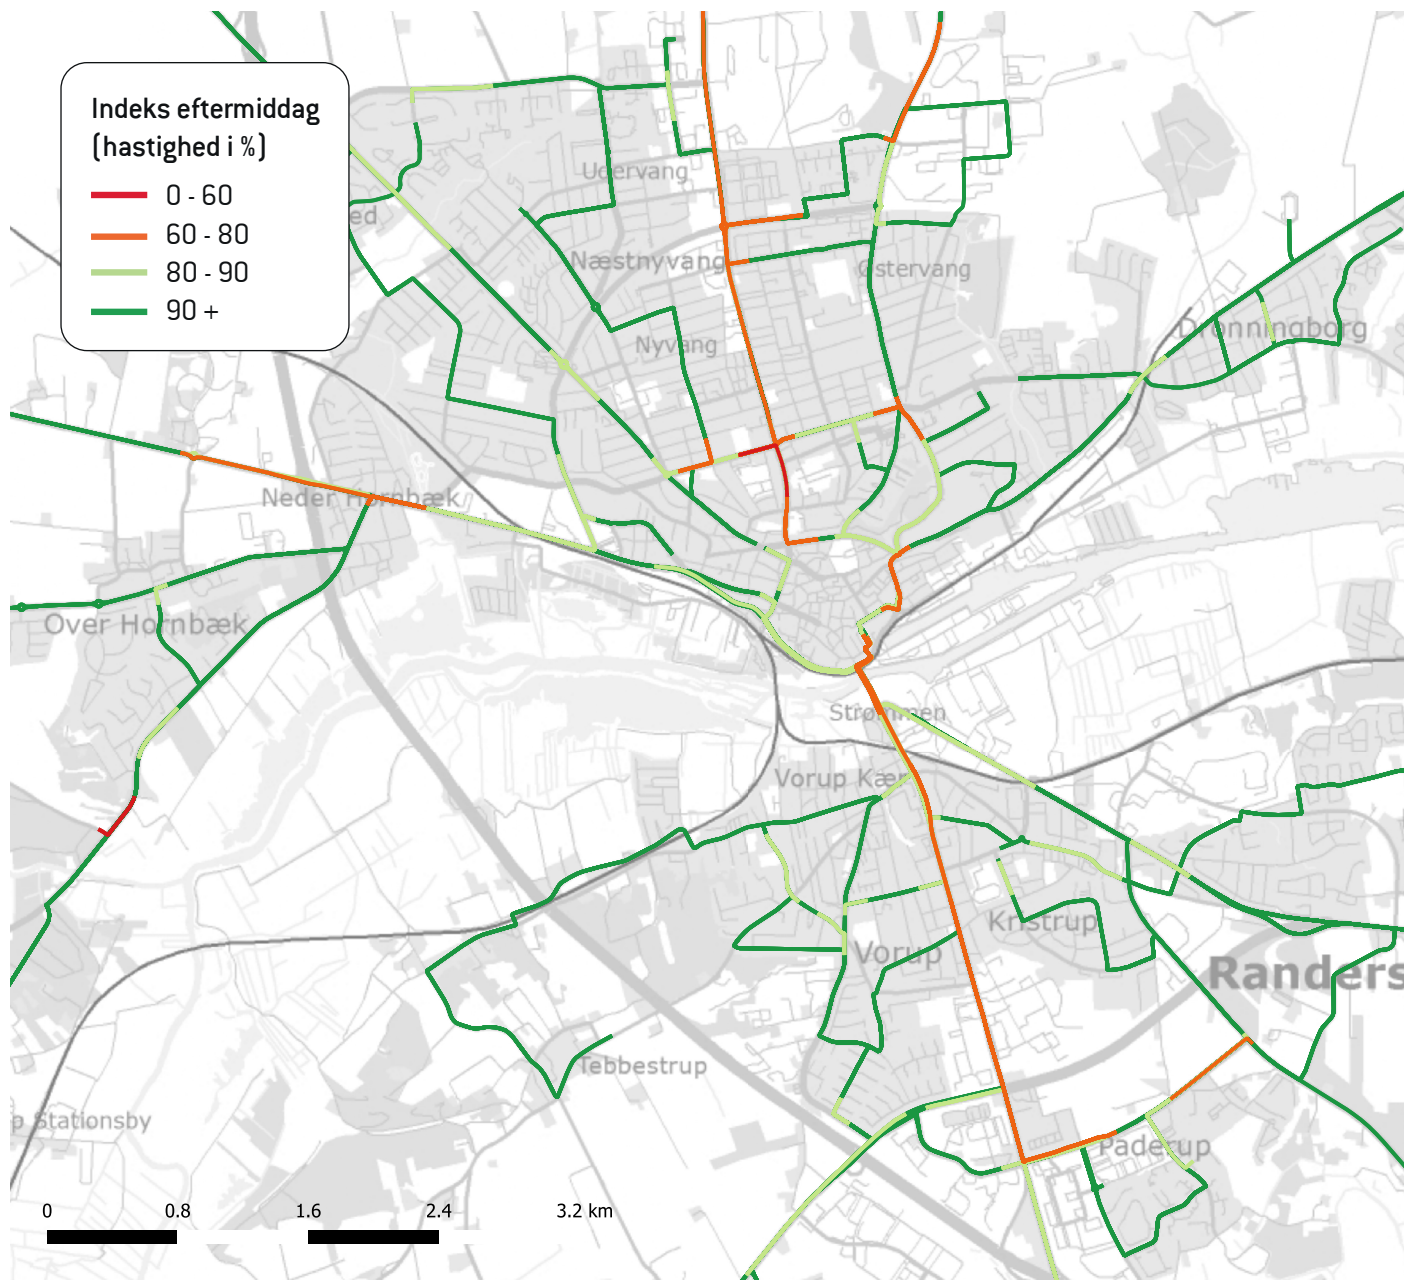 Indeks eftermiddag
(hastighed i %)
0 - 60
60 - 80
80 - 90
90 +
Udervang
ed
Næstnyvang
Østervang
Nyvang
Dronningborg
Neder Hornbæk
Over Hornbæk
Strømmen
Vorup Kær
Kristrup
Vorup
Randers
Tebbestrup
p Stationsby
Paderup
0 0.8 1.6 2.4 3.2 km